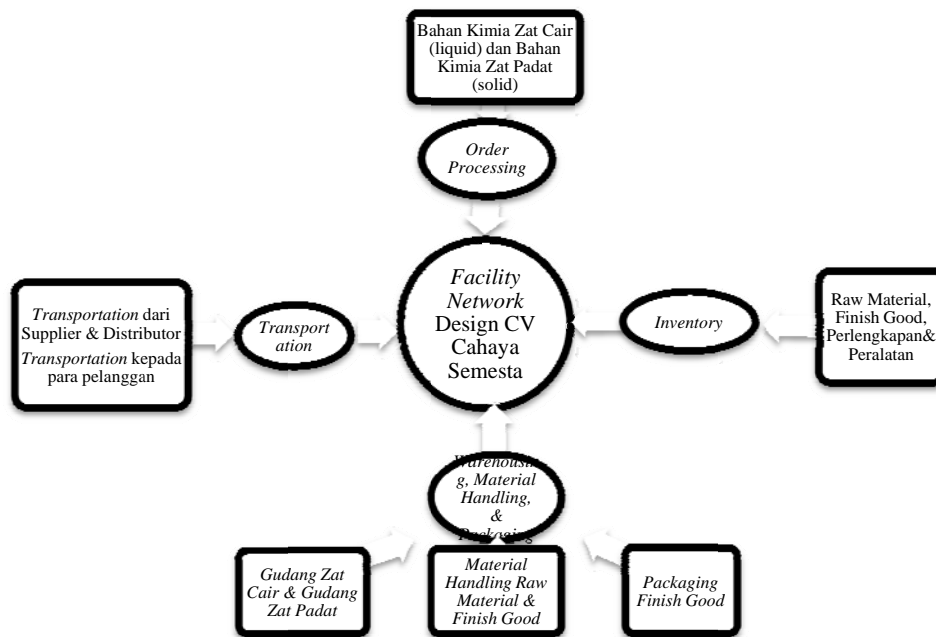 Bahan Kimia Zat Cair
(liquid) dan Bahan
Kimia Zat Padat
(solid)
Order
Processing
Facility
Network
Design CV
Cahaya
Semesta
Transportation dari
Supplier & Distributor
Transportation kepada
para pelanggan
Transport
ation
Inventory
Raw Material,
Finish Good,
Perlengkapan&
Peralatan
Warehousin
g, Material
Handling,
&
Packaging
Gudang Zat
Cair & Gudang
Zat Padat
Material
Handling Raw
Material &
Finish Good
Packaging
Finish Good